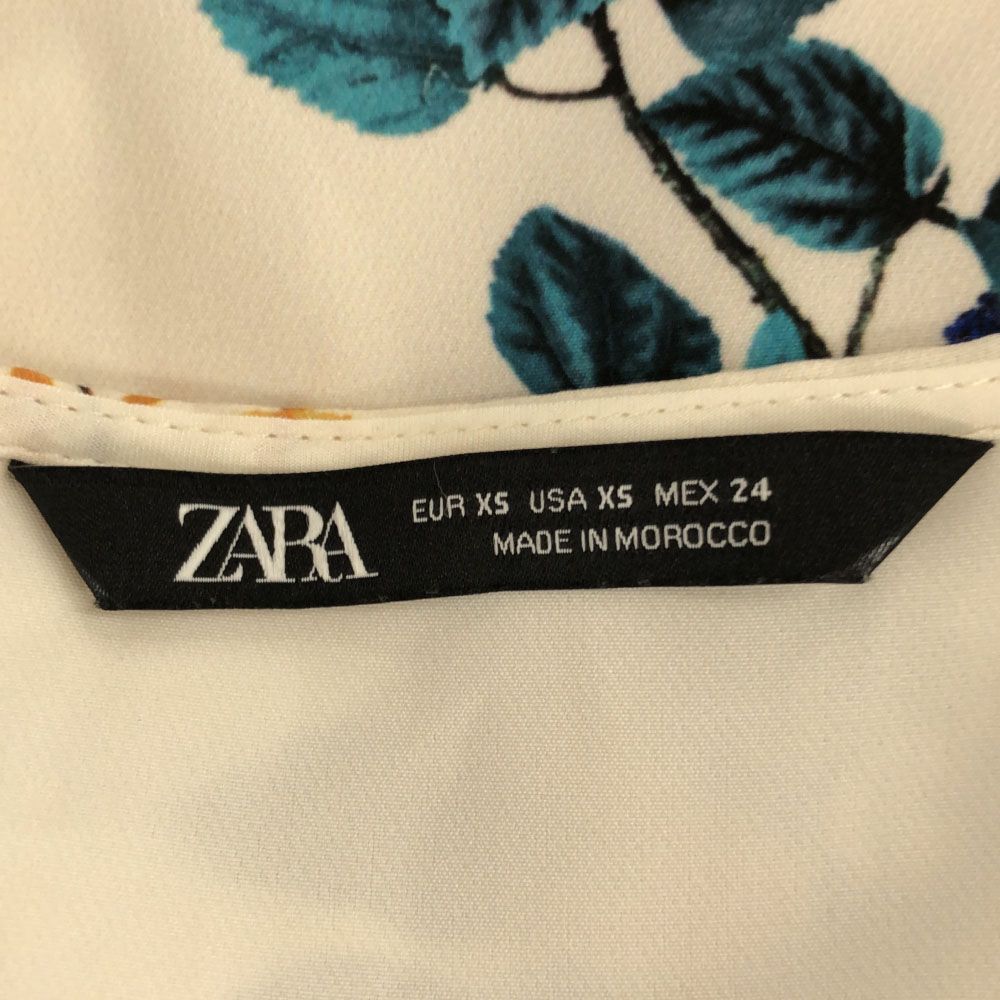 ZARA
EUR XS USA XS MEX 24
MADE IN MOROCCO